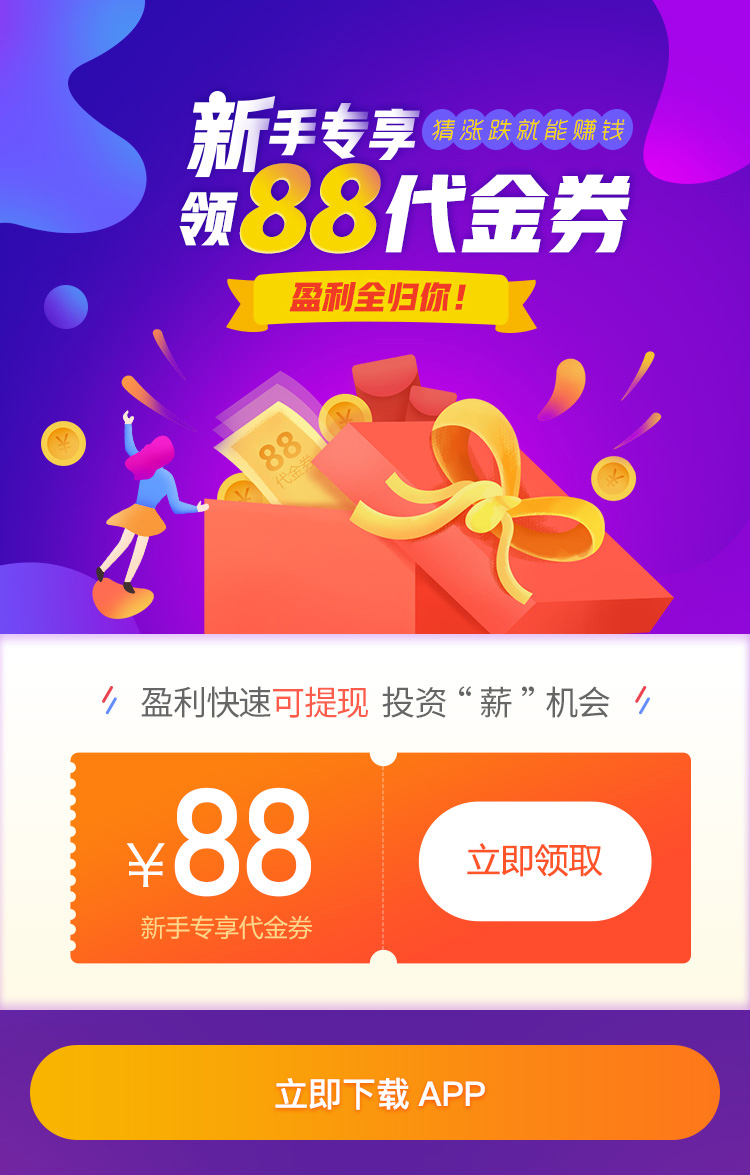 新手专享 猜涨跌就能赚钱
领88代金券
盈利全归你！
88
代金券
盈利快速可提现 投资“薪”机会
¥88
新手专享代金券
立即领取
立即下载 APP